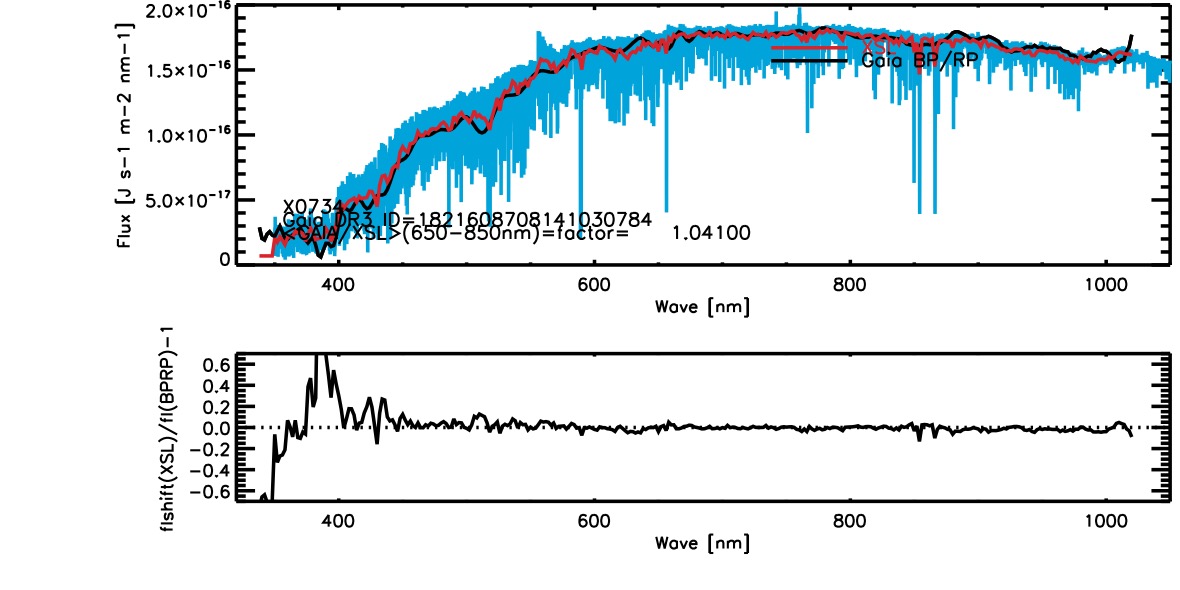 2.0×10−16
1.5×10−16
1.0×10−16
5.0×10−17
0
Flux [J s−1 m−2 nm−1]
XSL
Gaia BP/RP
X0734
Gaia DR3 ID=1821608708141030784
<GAIA/XSL>(650−850nm)=factor= 1.04100
400 600 800 1000
Wave [nm]
flshift(XSL)/fl(BPRP)−1
0.6
0.4
0.2
0.0
−0.2
−0.4
−0.6
400 600 800 1000
Wave [nm]